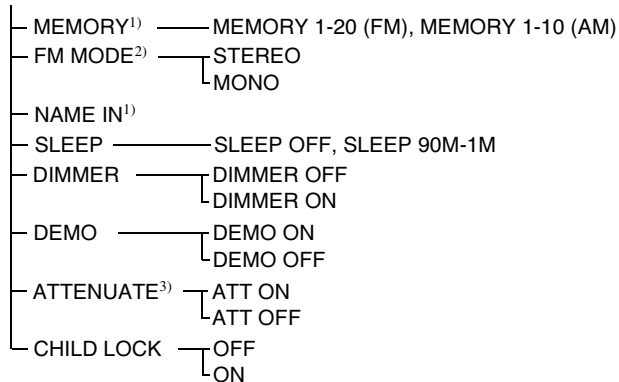 MEMORY1) MEMORY 1-20 (FM), MEMORY 1-10 (AM)
FM MODE2) STEREO
MONO
NAME IN1)
SLEEP SLEEP OFF, SLEEP 90M-1M
DIMMER DIMMER OFF
DIMMER ON
DEMO DEMO ON
DEMO OFF
ATTENUATE3) ATT ON
ATT OFF
CHILD LOCK OFF
ON